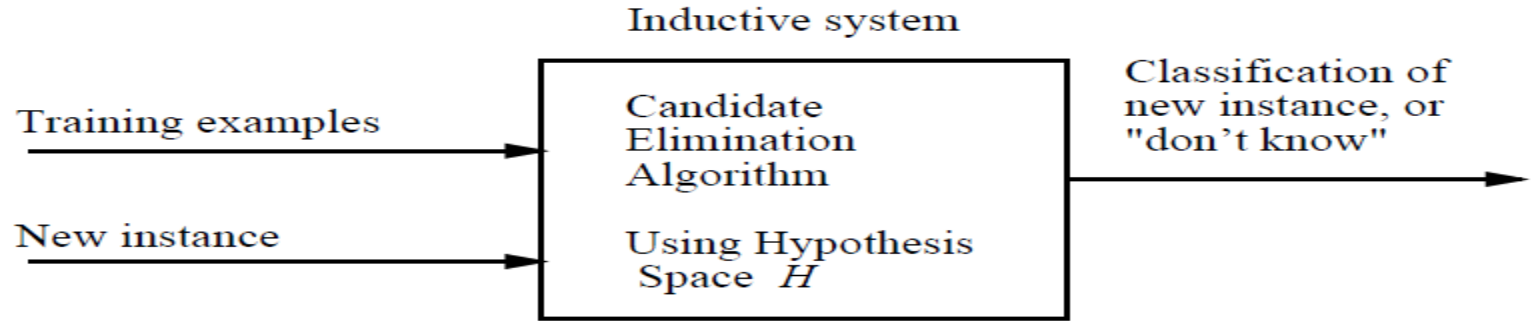 Inductive system
Training examples
New instance
Candidate
Elimination
Algorithm
Using Hypothesis
Space H
Classification of
new instance, or
"don't know"